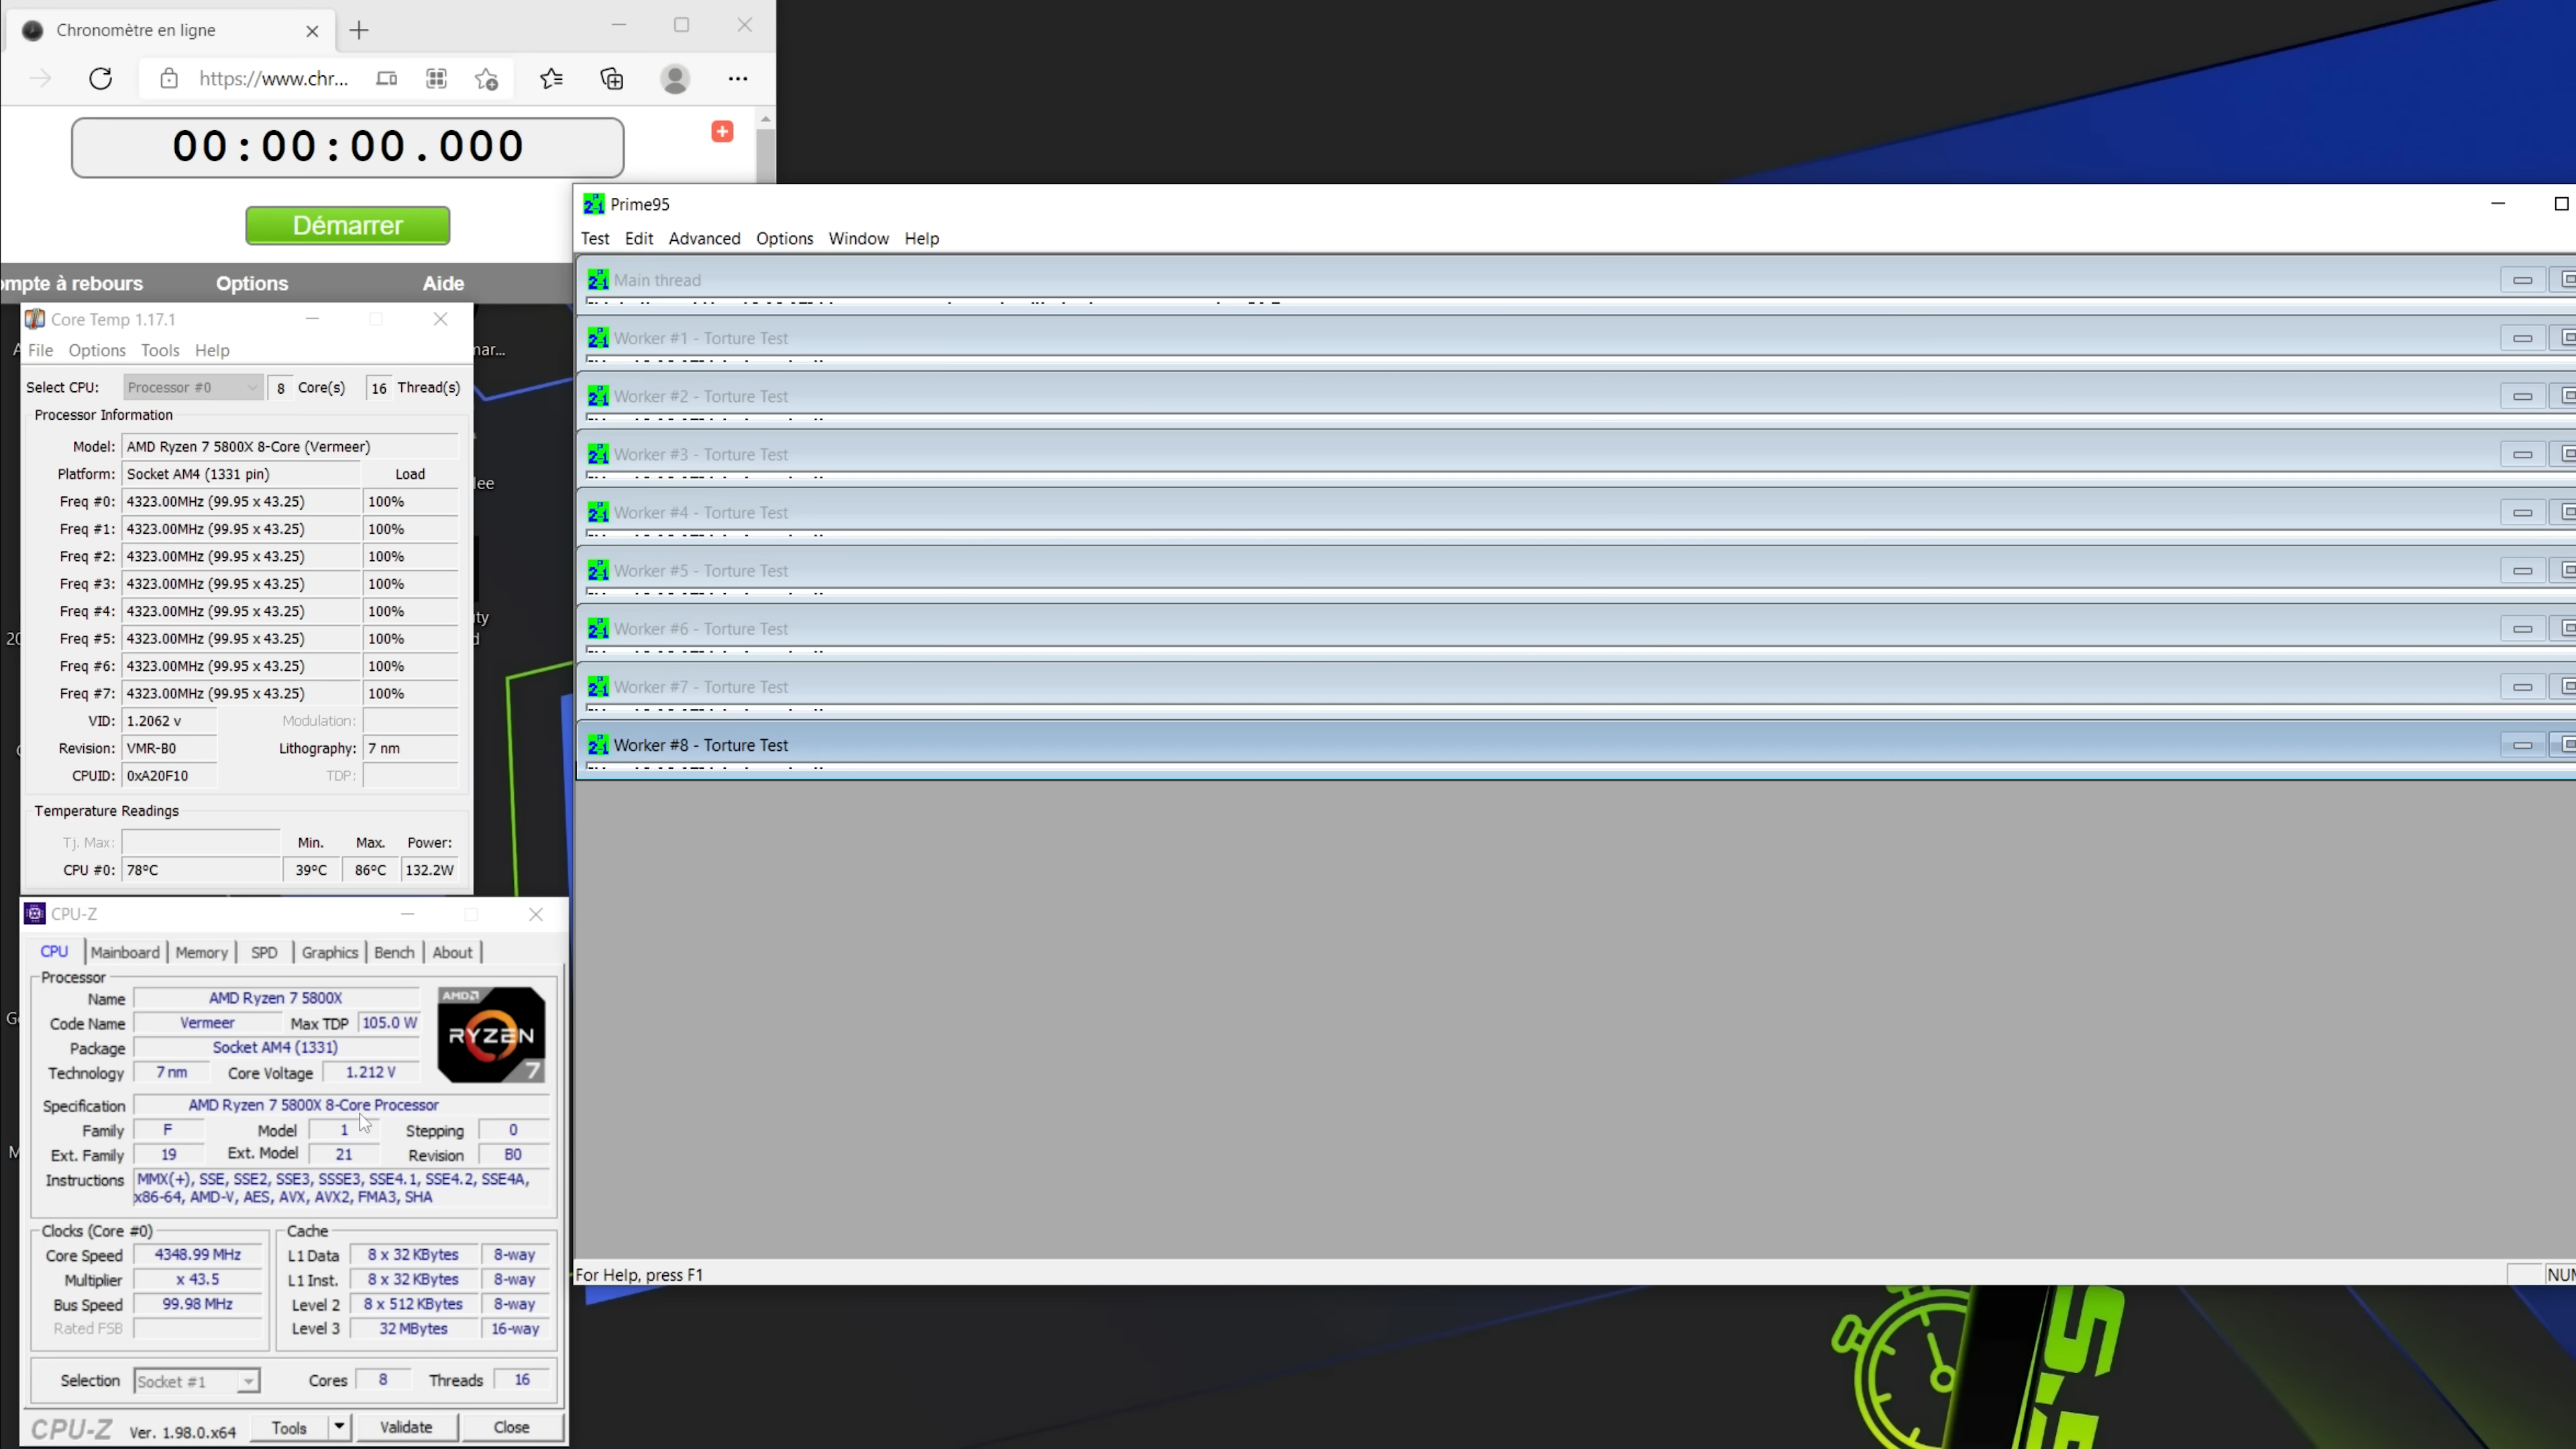 Chronomètre en ligne
https://www.chr...
00:00:00.000
Démarrer
ompte à rebours Options Aide
Core Temp 1.17.1
File Options Tools Help
Select CPU: Processor #0 8 Core(s) 16 Thread(s)
Processor Information
Model: AMD Ryzen 7 5800X 8-Core (Vermeer)
Platform: Socket AM4 (1331 pin) Load
Freq #0: 4323.00MHz (99.95 x 43.25) 100%
Freq #1: 4323.00MHz (99.95 x 43.25) 100%
Freq #2: 4323.00MHz (99.95 x 43.25) 100%
Freq #3: 4323.00MHz (99.95 x 43.25) 100%
Freq #4: 4323.00MHz (99.95 x 43.25) 100%
Freq #5: 4323.00MHz (99.95 x 43.25) 100%
Freq #6: 4323.00MHz (99.95 x 43.25) 100%
Freq #7: 4323.00MHz (99.95 x 43.25) 100%
VID: 1.2062 v Modulation:
Revision: VMR-B0 Lithography: 7 nm
CPUID: 0xA20F10 TDP:
Temperature Readings
Tj. Max: Min. Max. Power:
CPU #0: 78°C 39°C 86°C 132.2W
CPU-Z
CPU Mainboard Memory SPD Graphics Bench About
Processor
Name AMD Ryzen 7 5800X
Code Name Vermeer Max TDP 105.0 W
Package Socket AM4 (1331)
Technology 7 nm Core Voltage 1.212 V
AMD
RYZEN
7
Specification AMD Ryzen 7 5800X 8-Core Processor
Family F Model 1 Stepping 0
Ext. Family 19 Ext. Model 21 Revision B0
Instructions MMX(+), SSE, SSE2, SSE3, SSSE3, SSE4.1, SSE4.2, SSE4A,
x86-64, AMD-V, AES, AVX, AVX2, FMA3, SHA
Clocks (Core #0) Cache
Core Speed 4348.99 MHz L1 Data 8 x 32 KBytes 8-way
Multiplier x 43.5 L1 Inst. 8 x 32 KBytes 8-way
Bus Speed 99.98 MHz Level 2 8 x 512 KBytes 8-way
Rated FSB Level 3 32 MBytes 16-way
Selection Socket #1 Cores 8 Threads 16
CPU-Z Ver. 1.98.0.x64 Tools Validate Close
Prime95
Test Edit Advanced Options Window Help
Main thread
Worker #1 - Torture Test
Worker #2 - Torture Test
Worker #3 - Torture Test
Worker #4 - Torture Test
Worker #5 - Torture Test
Worker #6 - Torture Test
Worker #7 - Torture Test
Worker #8 - Torture Test
For Help, press F1
NUM